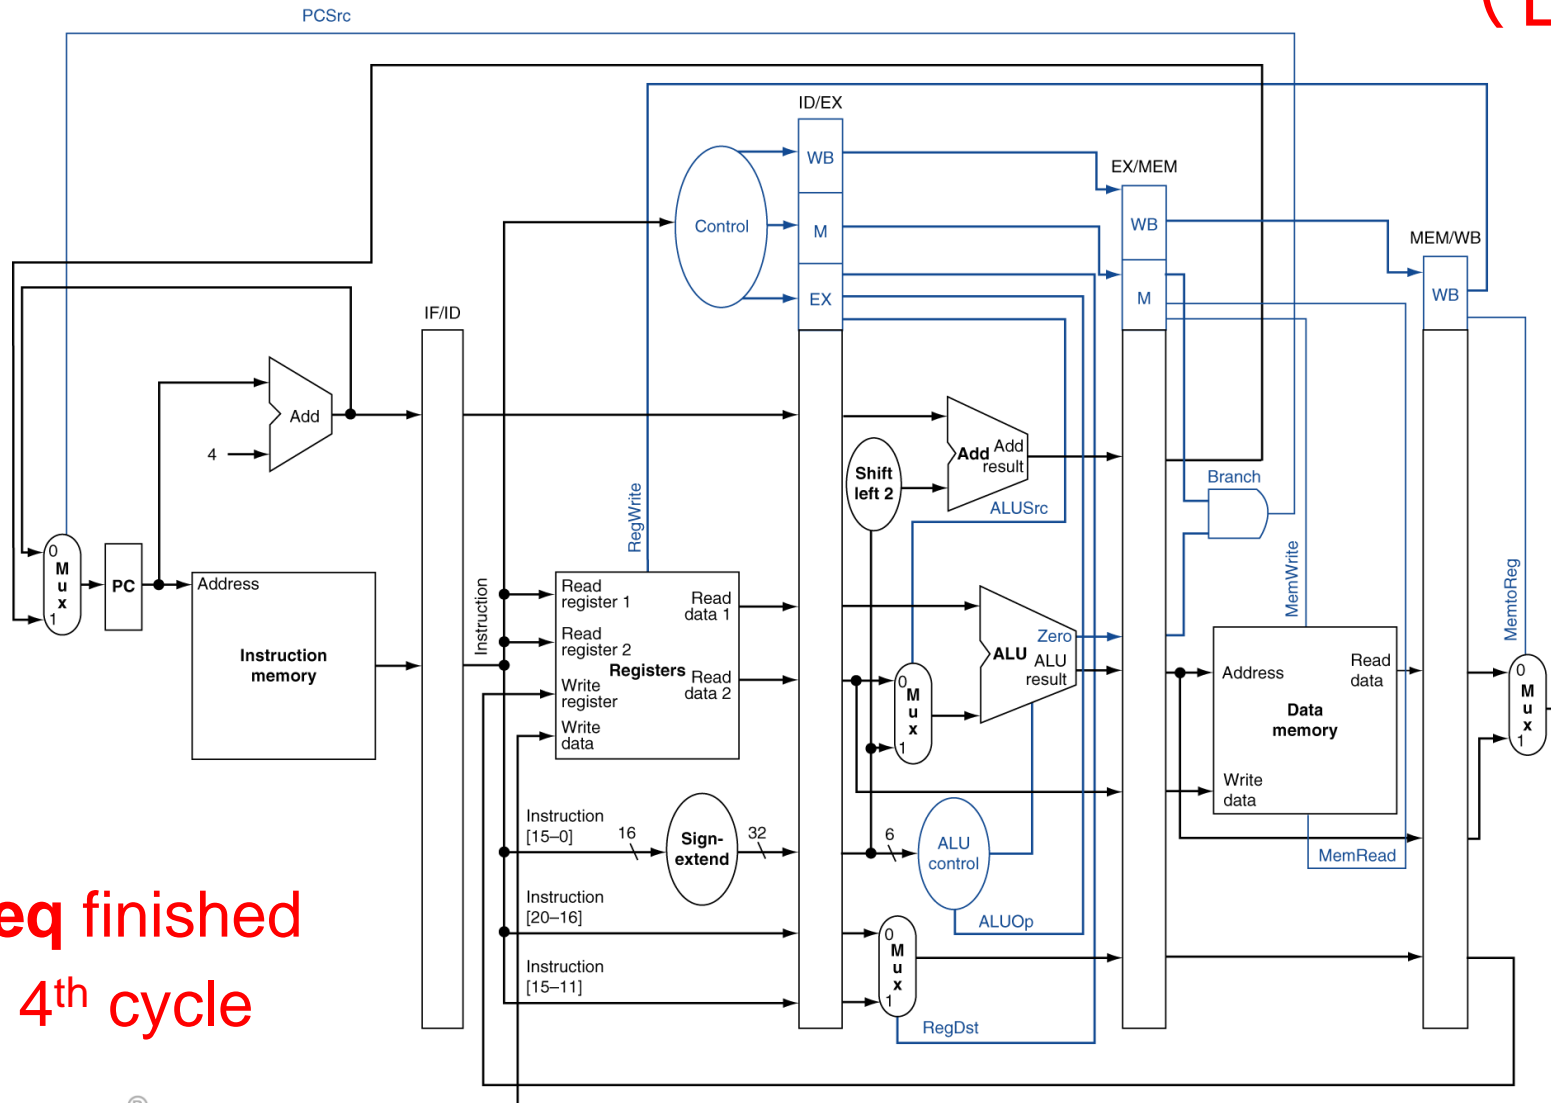 PCSrc
( L
ID/EX
WB
EX/MEM
Control
M
WB
MEM/WB
EX
M
WB
IF/ID
Add
4
Add Add
result
Shift
left 2
Branch
ALUSrc
RegWrite
MemWrite
MemtoReg
0
M
u
x
1
PC
Address
Instruction
memory
Instruction
Read
register 1
Read
data 1
Read
register 2
Registers
Read
data 2
Write
register
Write
data
Zero
ALU
ALU
result
0
M
u
x
1
Address
Read
data
Data
memory
Write
data
0
M
u
x
1
Instruction
[15–0]
16
Sign-
extend
32
6
ALU
control
MemRead
Instruction
[20–16]
ALUOp
0
M
u
x
1
Instruction
[15–11]
RegDst
eq finished
4th cycle
®